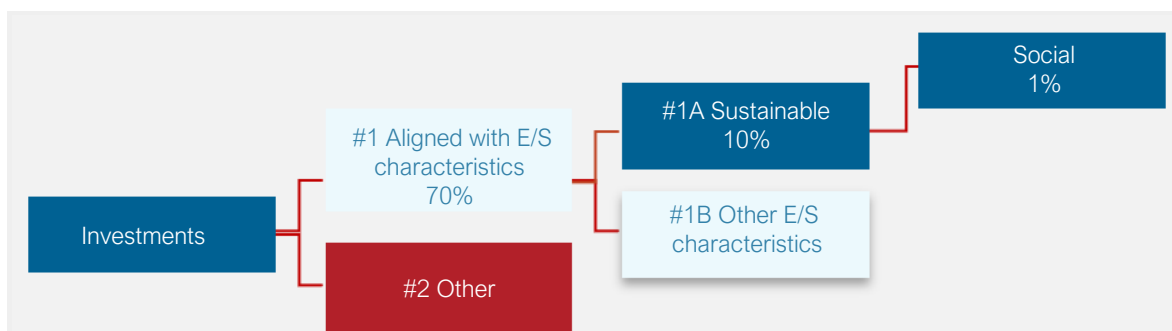 Social
1%
#1A Sustainable
10%
#1 Aligned with E/S
characteristics
70%
#1B Other E/S
characteristics
Investments
#2 Other